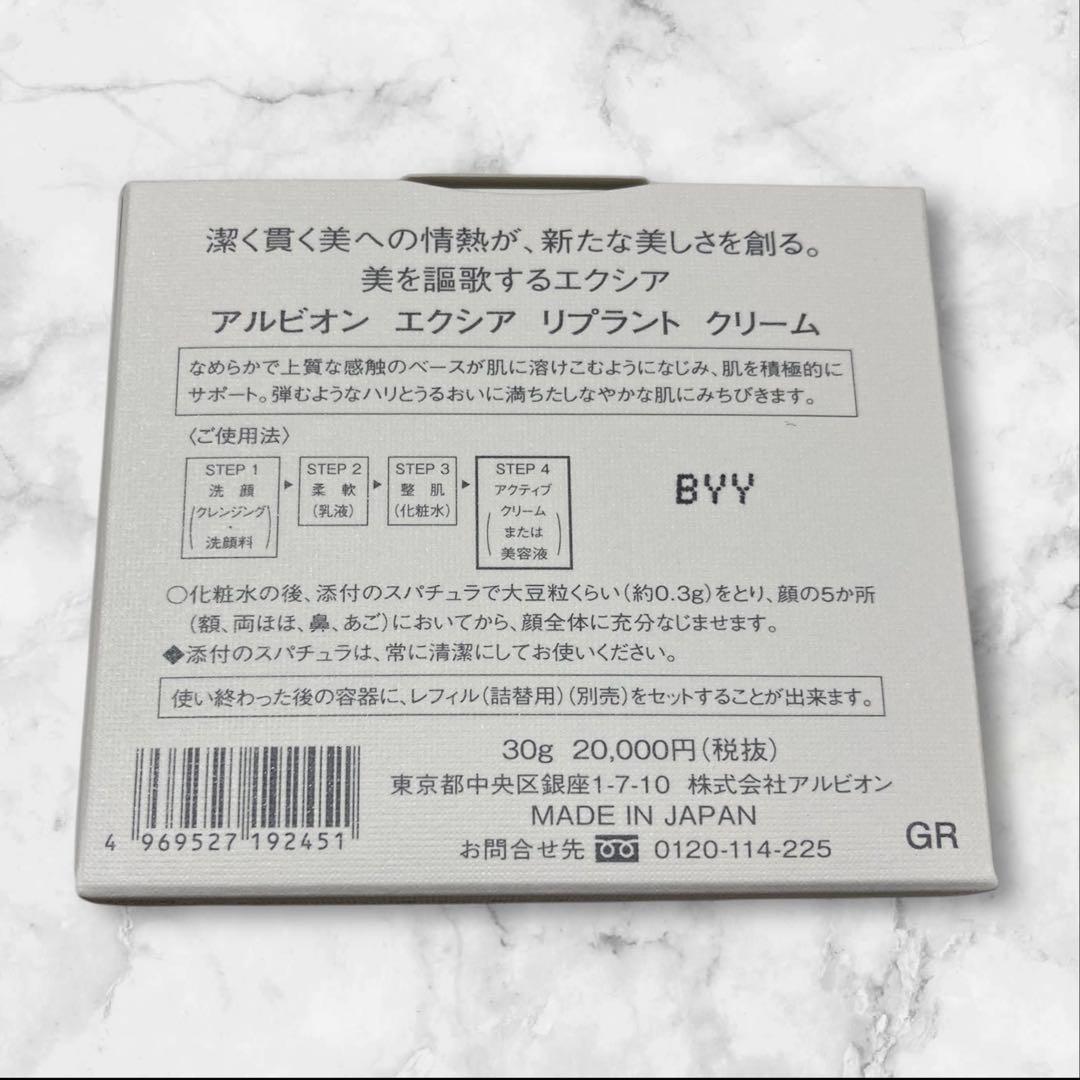 潔く貫く美への情熱が、新たな美しさを創る。
美を謳歌するエクシア
アルビオン エクシア リプラント クリーム
なめらかで上質な感触のベースが肌に溶けこむようになじみ、肌を積極的に
サポート。弾むようなハリとうるおいに満ちたしなやかな肌にみちびきます。
〈ご使用法〉
STEP 1
洗 顔
(クレンジング
・
洗顔料)
STEP 2
柔 軟
(乳液)
STEP 3
整 肌
(化粧水)
STEP 4
アクティブ
(クリーム
または
美容液)
BYY
○化粧水の後、添付のスパチュラで大豆粒くらい(約0.3g)をとり、顔の5か所
(額、両ほほ、鼻、あご)においてから、顔全体に充分なじませます。
◆添付のスパチュラは、常に清潔にしてお使いください。
使い終わった後の容器に、レフィル(詰替用)(別売)をセットすることが出来ます。
30g 20,000円(税抜)
東京都中央区銀座1-7-10 株式会社アルビオン
MADE IN JAPAN
お問合せ先 0120-114-225
4 969527 192451
GR